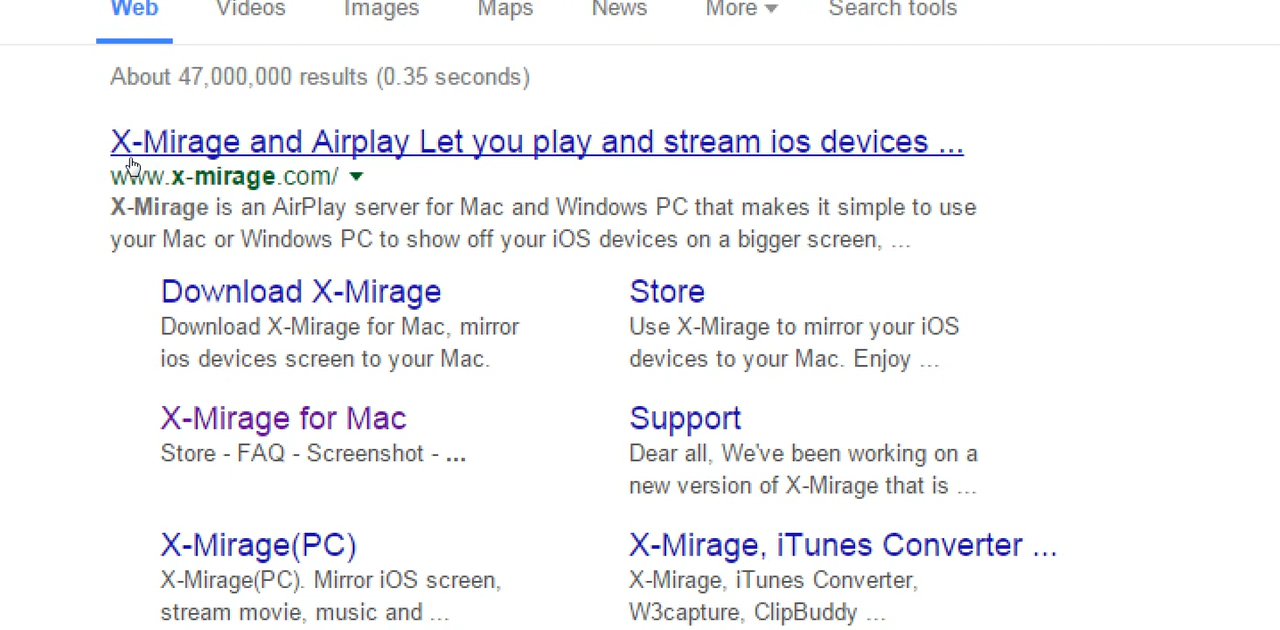 Web Videos Images Maps News More Search tools
About 47,000,000 results (0.35 seconds)
X-Mirage and Airplay Let you play and stream ios devices ...
www.x-mirage.com/
X-Mirage is an AirPlay server for Mac and Windows PC that makes it simple to use
your Mac or Windows PC to show off your iOS devices on a bigger screen, ...
Download X-Mirage
Download X-Mirage for Mac, mirror
ios devices screen to your Mac.
Store
Use X-Mirage to mirror your iOS
devices to your Mac. Enjoy ...
X-Mirage for Mac
Store - FAQ - Screenshot - ...
Support
Dear all, We've been working on a
new version of X-Mirage that is ...
X-Mirage(PC)
X-Mirage(PC). Mirror iOS screen,
stream movie, music and ...
X-Mirage, iTunes Converter ...
X-Mirage, iTunes Converter,
W3capture, ClipBuddy ...